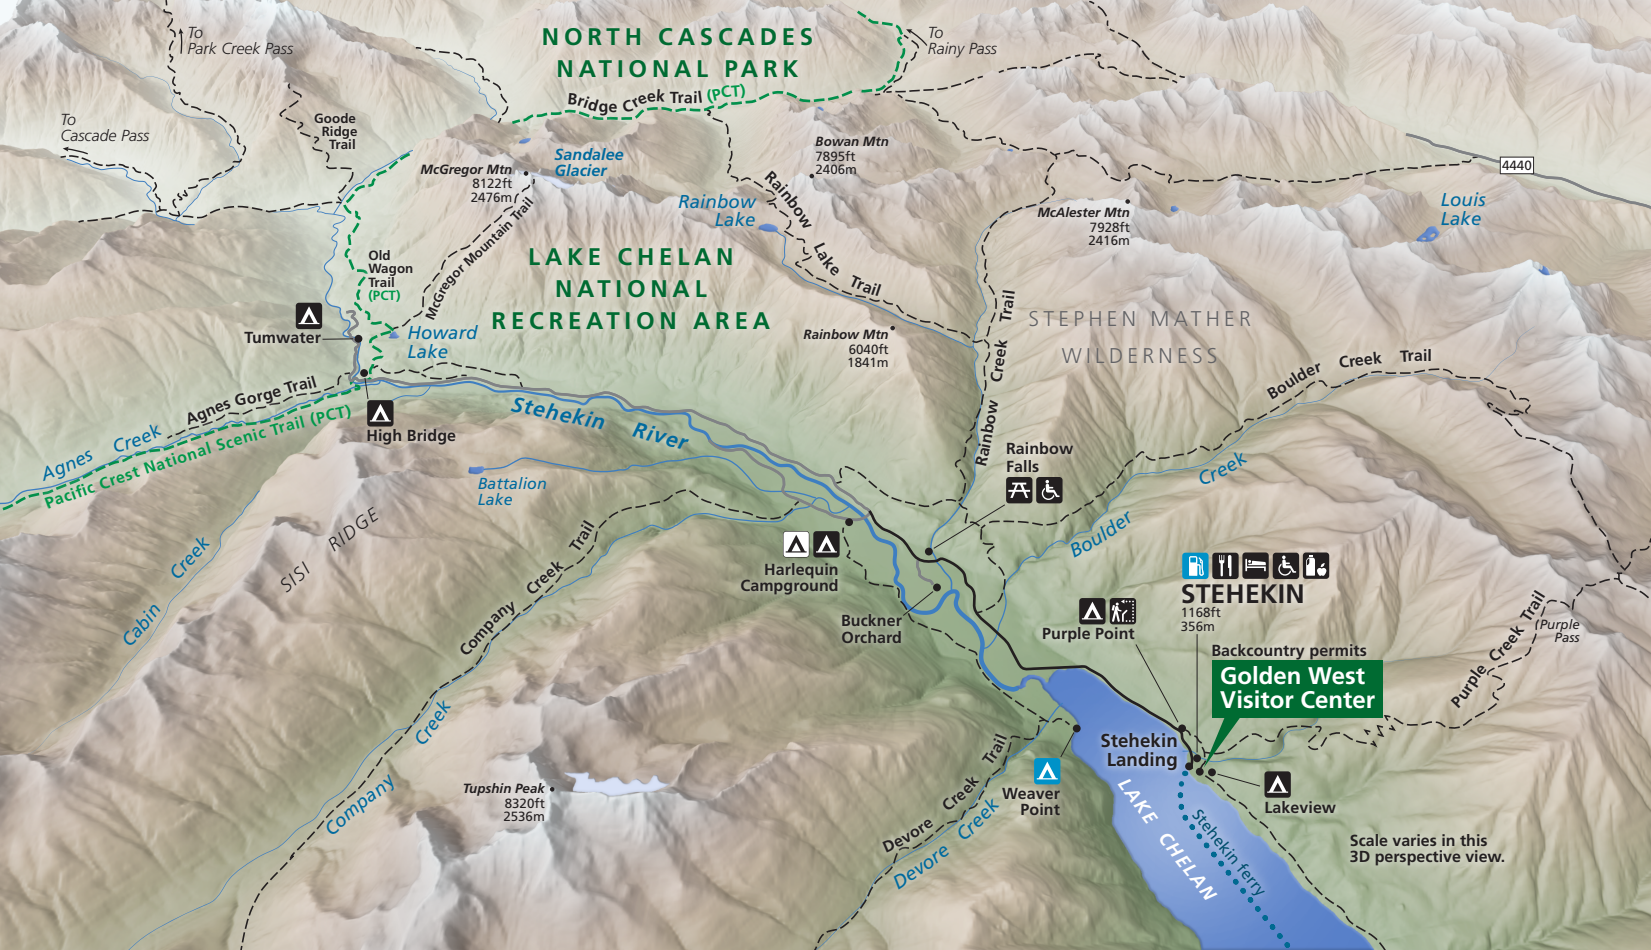 To
Park Creek Pass
NORTH CASCADES
NATIONAL PARK
To
Rainy Pass
Bridge Creek Trail (PCT)
To
Cascade Pass
Goode
Ridge
Trail
McGregor Mtn
8122ft
2476m
Sandalee
Glacier
Bowan Mtn
7895ft
2406m
4440
Rainbow
Lake
Rainbow Lake Trail
McAlester Mtn
7928ft
2416m
Louis
Lake
Old
Wagon
Trail
(PCT)
McGregor Mountain Trail
LAKE CHELAN
NATIONAL
RECREATION AREA
Tumwater
Howard
Lake
Rainbow Mtn
6040ft
1841m
Rainbow Creek Trail
STEPHEN MATHER
WILDERNESS
Boulder Creek Trail
Agnes Gorge Trail
Agnes Creek
Pacific Crest National Scenic Trail (PCT)
High Bridge
Stehekin River
Battalion
Lake
Rainbow
Falls
Boulder Creek
Cabin Creek
SISI RIDGE
Company Creek Trail
Harlequin
Campground
Buckner
Orchard
STEHEKIN
1168ft
356m
Purple Point
Backcountry permits
Golden West
Visitor Center
Purple Creek Trail
Purple
Pass
Company Creek
Tupshin Peak
8320ft
2536m
Devore Creek Trail
Devore Creek
Weaver
Point
Stehekin
Landing
Lakeview
LAKE CHELAN
Stehekin ferry
Scale varies in this
3D perspective view.